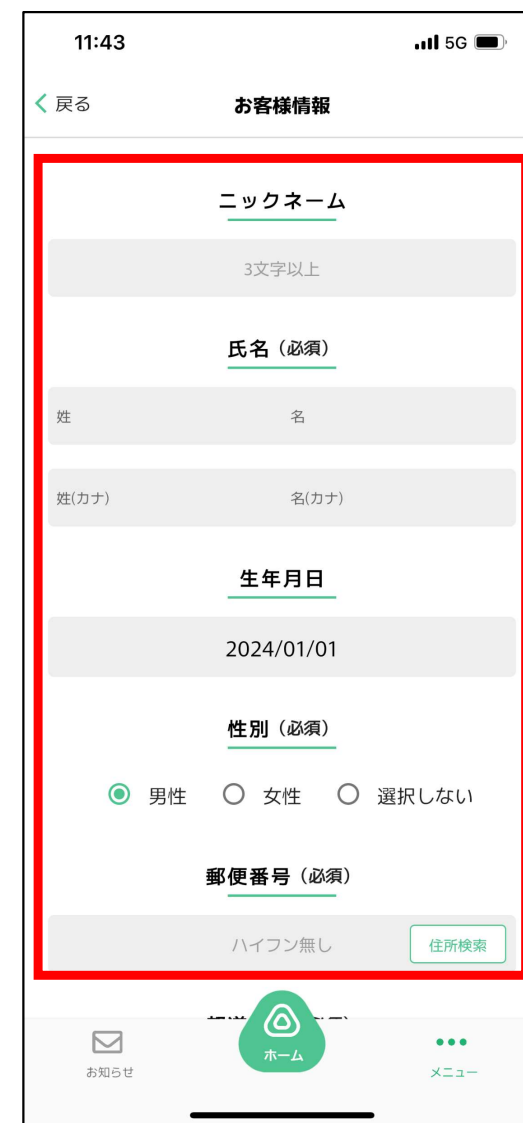 11:43 5G
戻る お客様情報
ニックネーム
3文字以上
氏名（必須）
姓 名
姓(カナ) 名(カナ)
生年月日
2024/01/01
性別（必須）
男性 女性 選択しない
郵便番号（必須）
ハイフン無し 住所検索
お知らせ ホーム メニュー